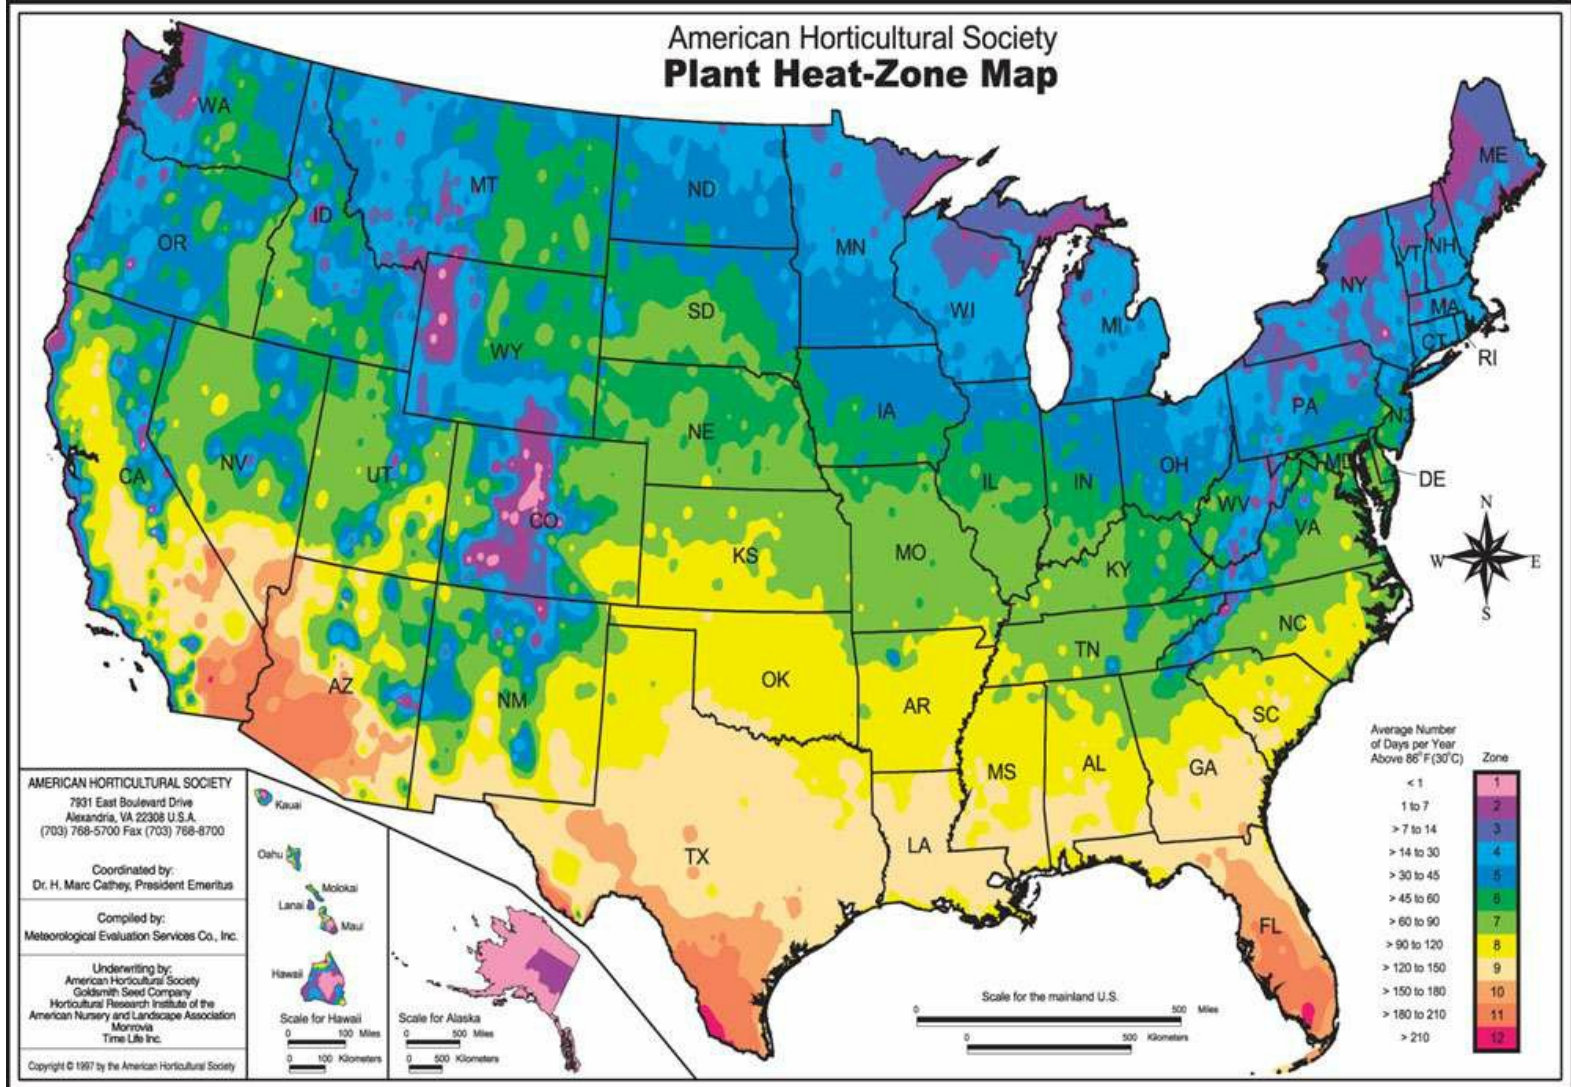 American Horticultural Society
Plant Heat-Zone Map
WA
MT
ND
ME
ID
OR
MN
VT
NH
NY
WI
SD
MI
MA
CT
RI
WY
IA
PA
NJ
NE
NV
UT
CA
IL
IN
OH
MD
DE
WV
CO
VA
KS
MO
KY
N
W
E
S
NC
TN
AZ
NM
OK
AR
SC
MS
AL
GA
TX
LA
FL
AMERICAN HORTICULTURAL SOCIETY
7931 East Boulevard Drive
Alexandria, VA 22308 U.S.A.
(703) 768-5700 Fax (703) 768-8700
Coordinated by:
Dr. H. Marc Cathey, President Emeritus
Compiled by:
Meteorological Evaluation Services Co., Inc.
Underwriting by:
American Horticultural Society
Goldsmith Seed Company
Horticultural Research Institute of the
American Nursery and Landscape Association
Monrovia
Time Life Inc.
Copyright © 1997 by the American Horticultural Society
Kauai
Oahu
Molokai
Lanai
Maui
Hawaii
Scale for Hawaii
0 100 Miles
0 100 Kilometers
Scale for Alaska
0 500 Miles
0 500 Kilometers
Scale for the mainland U.S.
0 500 Miles
0 500 Kilometers
Average Number
of Days per Year
Above 86°F(30°C) Zone
< 1 1
1 to 7 2
> 7 to 14 3
> 14 to 30 4
> 30 to 45 5
> 45 to 60 6
> 60 to 90 7
> 90 to 120 8
> 120 to 150 9
> 150 to 180 10
> 180 to 210 11
> 210 12